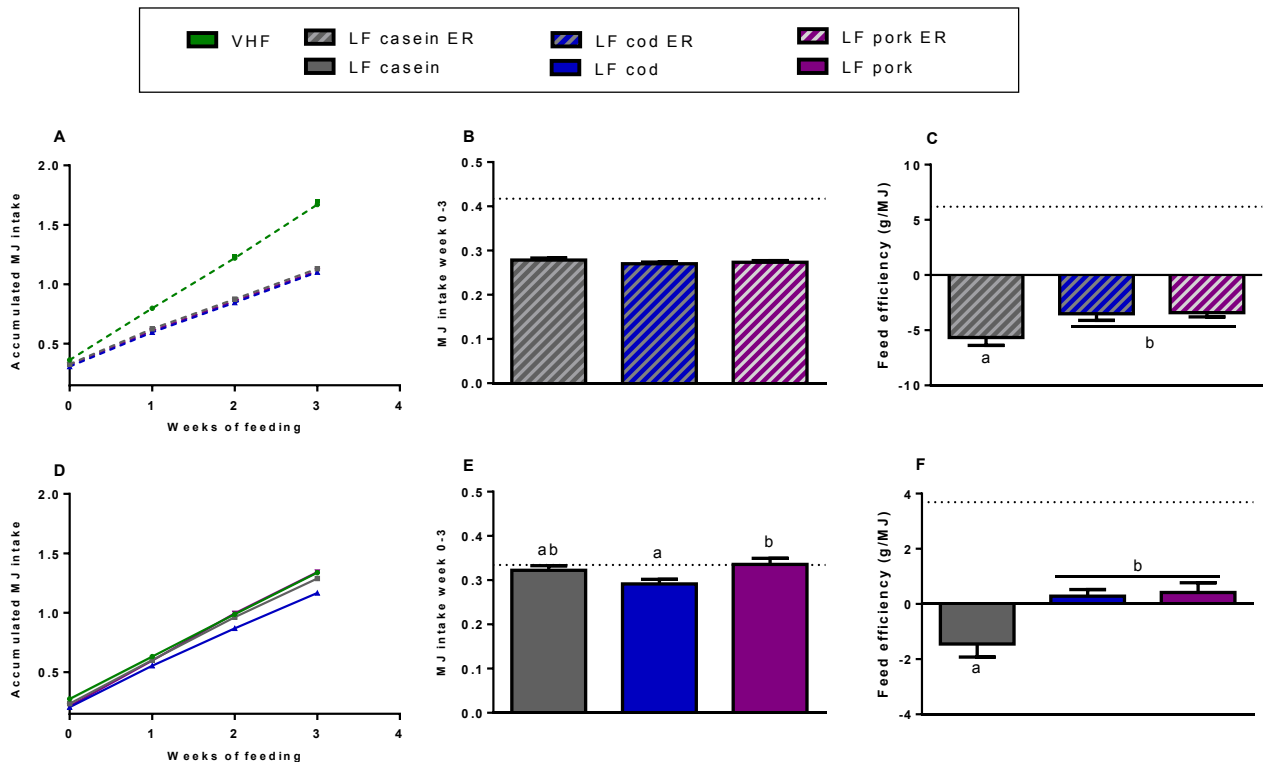 VHF
LF casein ER
LF cod ER
LF pork ER
LF casein
LF cod
LF pork
A
Accumulated MJ intake
2.0
1.5
1.0
0.5
0 1 2 3 4
Weeks of feeding
B
MJ intake week 0-3
0.5
0.4
0.3
0.2
0.1
0.0
C
Feed efficiency (g/MJ)
10
5
0
-5
-10
a
b
D
Accumulated MJ intake
2.0
1.5
1.0
0.5
0 1 2 3 4
Weeks of feeding
E
MJ intake week 0-3
0.5
0.4
0.3
0.2
0.1
0.0
ab
a
b
F
Feed efficiency (g/MJ)
4
2
0
-2
-4
a
b